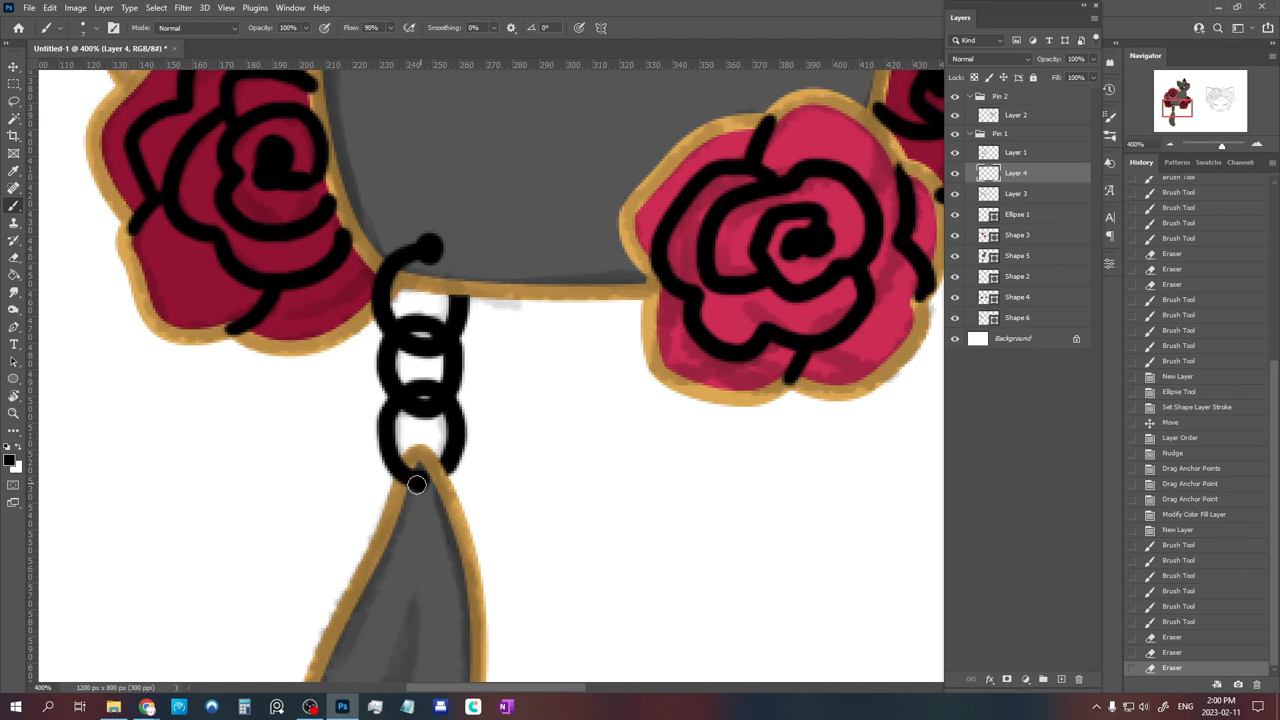 File Edit Image Layer Type Select Filter 3D View Plugins Window Help
7 Mode: Normal Opacity: 100% Flow: 90% Smoothing: 0% 0°
Untitled-1 @ 400% (Layer 4, RGB/8#) *
Layers
Kind
Normal Opacity: 100%
Lock: Fill: 100%
Pin 2
Layer 2
Pin 1
Layer 1
Layer 4
Layer 3
Ellipse 1
Shape 3
Shape 5
Shape 2
Shape 4
Shape 6
Background
Navigator
400%
History Patterns Swatche Channels
Brush Tool
Brush Tool
Brush Tool
Brush Tool
Brush Tool
Eraser
Eraser
Eraser
Brush Tool
Brush Tool
Brush Tool
Brush Tool
Brush Tool
New Layer
Ellipse Tool
Set Shape Layer Stroke
Move
Layer Order
Nudge
Drag Anchor Points
Drag Anchor Point
Drag Anchor Point
Modify Color Fill Layer
New Layer
Brush Tool
Brush Tool
Brush Tool
Brush Tool
Brush Tool
Brush Tool
Eraser
Eraser
Eraser
400% 1200 px x 800 px (300 ppi)
2:00 PM
2023-02-11